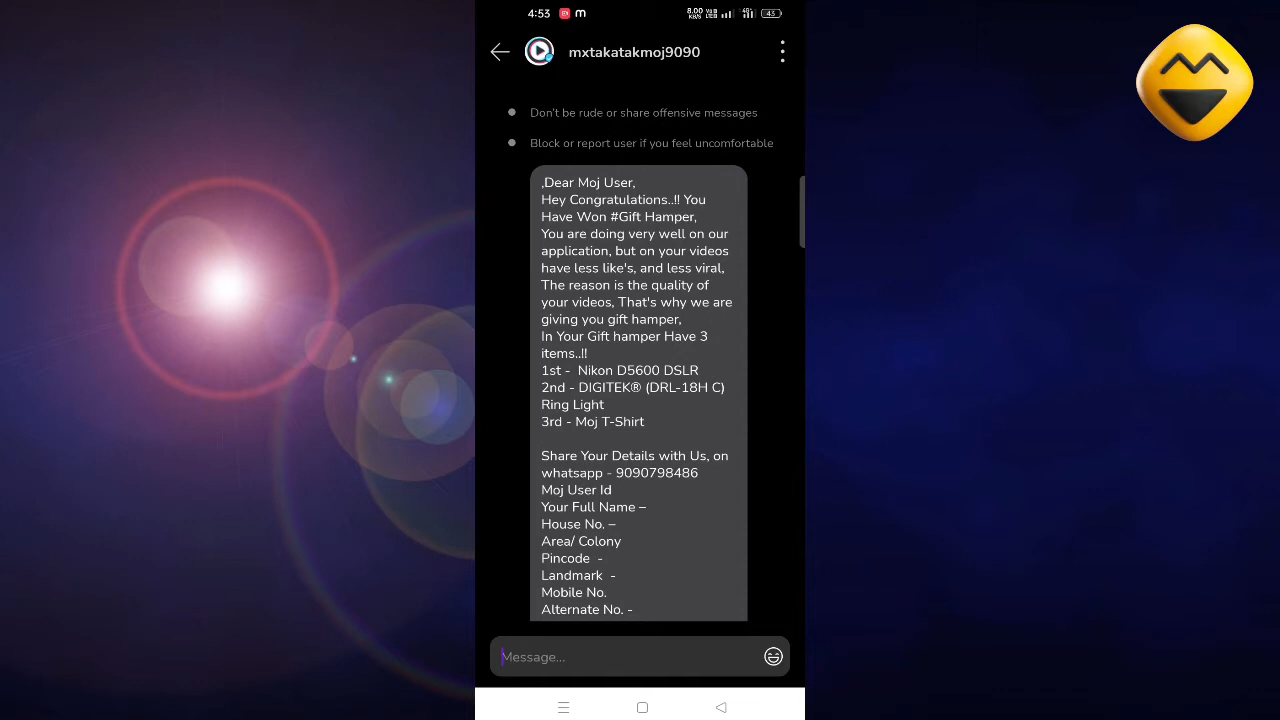 4:53
8.00 KB/S
45
mxtakatakmoj9090
Don't be rude or share offensive messages
Block or report user if you feel uncomfortable
,Dear Moj User,
Hey Congratulations..!! You
Have Won #Gift Hamper,
You are doing very well on our
application, but on your videos
have less like's, and less viral,
The reason is the quality of
your videos, That's why we are
giving you gift hamper,
In Your Gift hamper Have 3
items..!!
1st -  Nikon D5600 DSLR
2nd - DIGITEK® (DRL-18H C)
Ring Light
3rd - Moj T-Shirt
Share Your Details with Us, on
whatsapp - 9090798486
Moj User Id
Your Full Name –
House No. –
Area/ Colony
Pincode  -
Landmark  -
Mobile No.
Alternate No. -
Message...